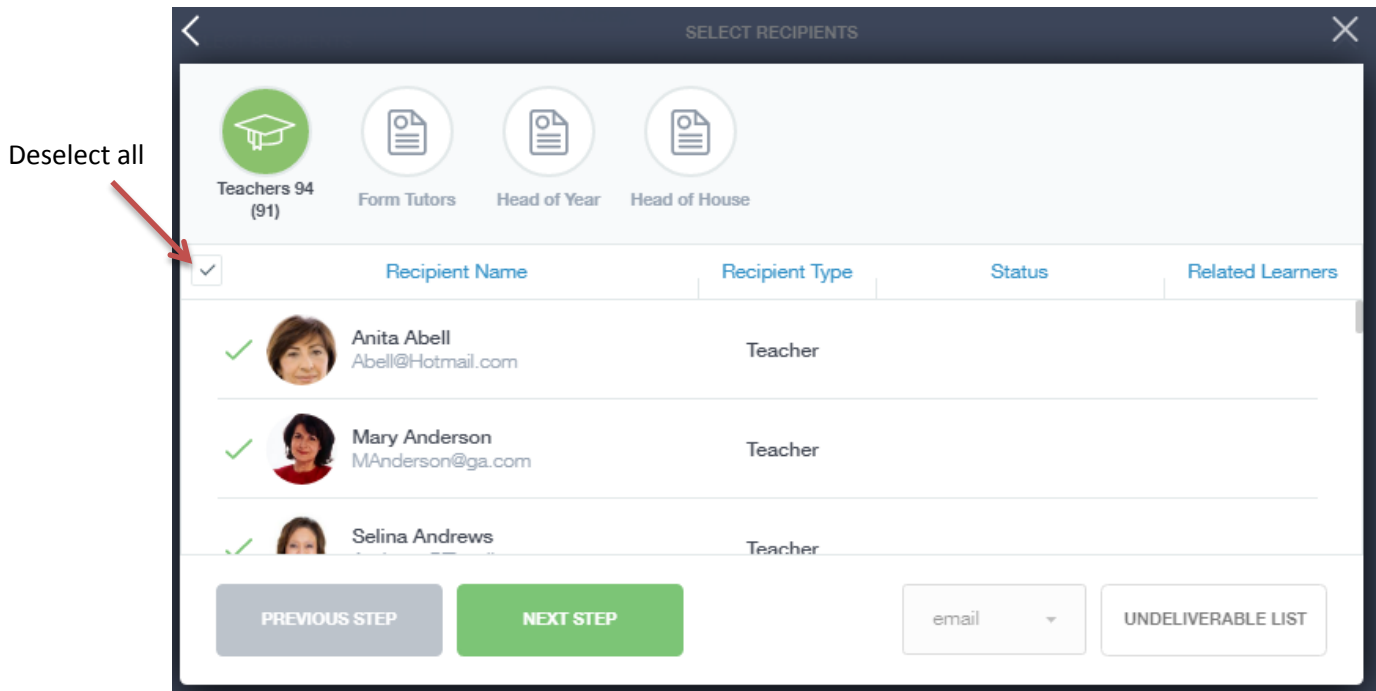 SELECT RECIPIENTS
Deselect all
Teachers 94
(91)
Form Tutors
Head of Year
Head of House
Recipient Name
Recipient Type
Status
Related Learners
Anita Abell
Abell@Hotmail.com
Teacher
Mary Anderson
MAnderson@ga.com
Teacher
Selina Andrews
Teacher
PREVIOUS STEP
NEXT STEP
email
UNDELIVERABLE LIST